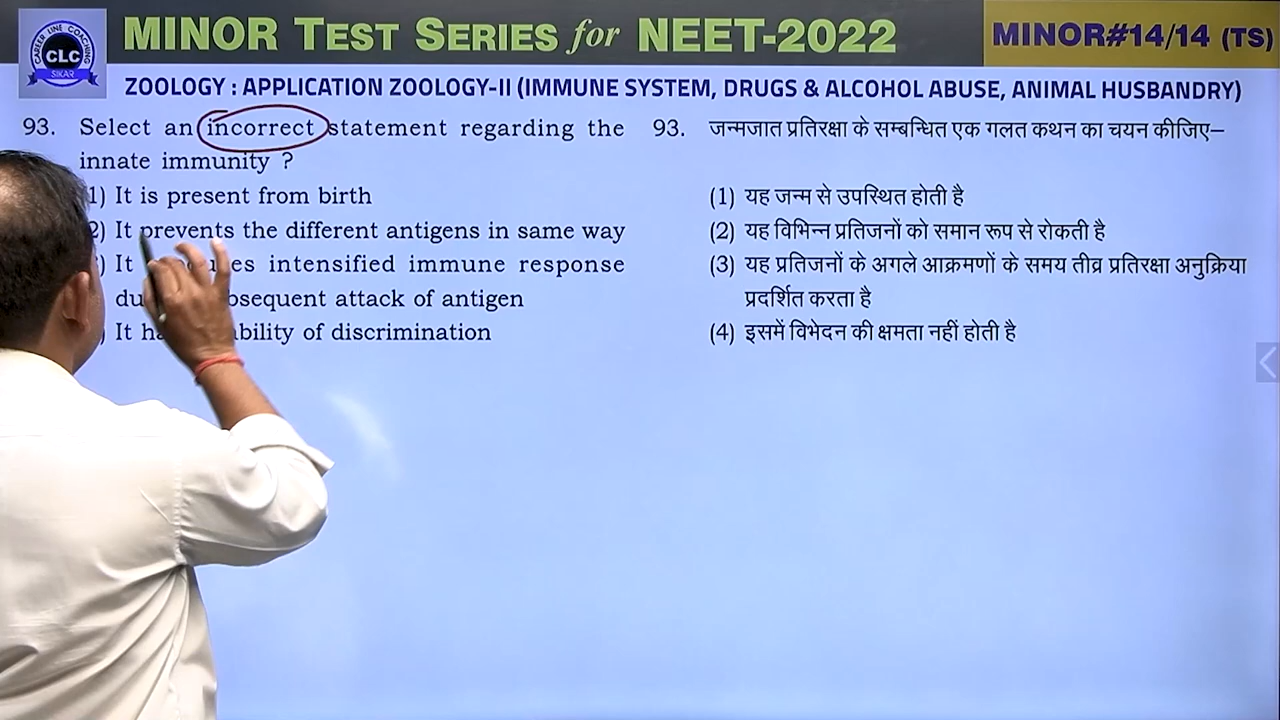 CAREER LINE COACHING
CLC
SIKAR
MINOR TEST SERIES for NEET-2022
MINOR#14/14 (TS)
ZOOLOGY : APPLICATION ZOOLOGY-II (IMMUNE SYSTEM, DRUGS & ALCOHOL ABUSE, ANIMAL HUSBANDRY)
93. Select an incorrect statement regarding the
innate immunity ?
1) It is present from birth
2) It prevents the different antigens in same way
) It intensified immune response
subsequent attack of antigen
) It ability of discrimination
93. जन्मजात प्रतिरक्षा के सम्बन्धित एक गलत कथन का चयन कीजिए–
(1) यह जन्म से उपस्थित होती है
(2) यह विभिन्न प्रतिजनों को समान रूप से रोकती है
(3) यह प्रतिजनों के अगले आक्रमणों के समय तीव्र प्रतिरक्षा अनुक्रिया
प्रदर्शित करता है
(4) इसमें विभेदन की क्षमता नहीं होती है